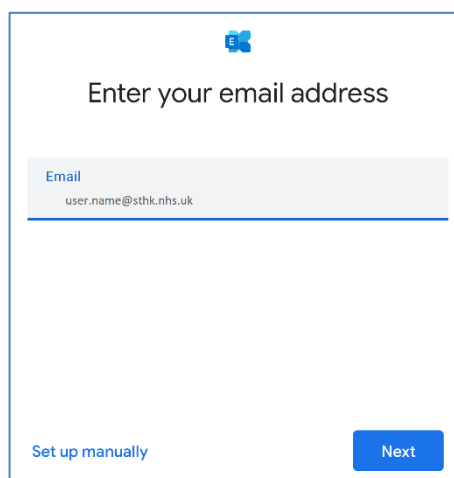 E
Enter your email address
Email
user.name@sthk.nhs.uk
Set up manually
Next